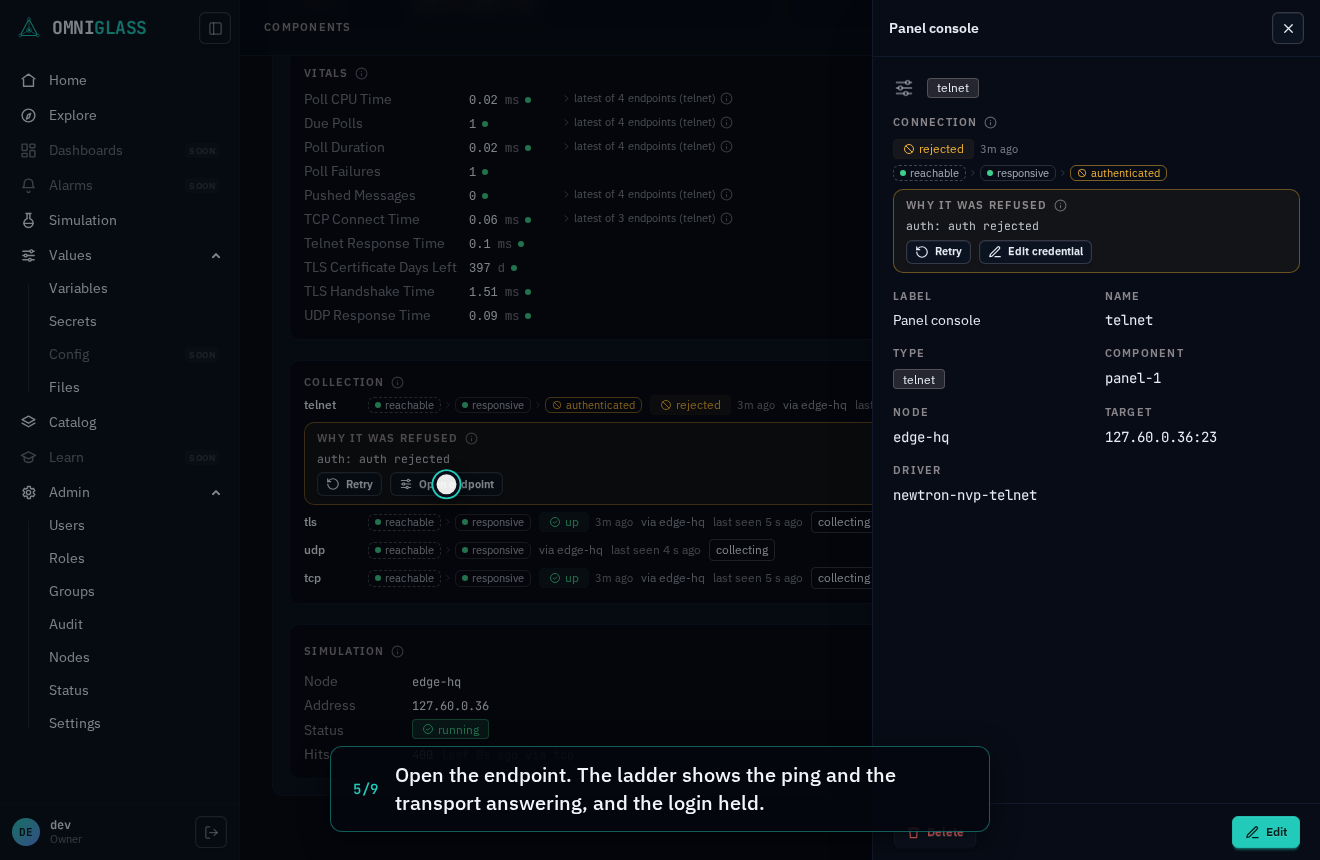 OMNIGLASS
Home
Explore
Dashboards SOON
Alarms SOON
Simulation
Values
Variables
Secrets
Config SOON
Files
Catalog
Learn SOON
Admin
Users
Roles
Groups
Audit
Nodes
Status
Settings
DE dev
Owner
COMPONENTS
VITALS
Poll CPU Time 0.02 ms latest of 4 endpoints (telnet)
Due Polls 1 latest of 4 endpoints (telnet)
Poll Duration 0.02 ms latest of 4 endpoints (telnet)
Poll Failures 1
Pushed Messages 0 latest of 4 endpoints (telnet)
TCP Connect Time 0.06 ms latest of 3 endpoints (telnet)
Telnet Response Time 0.1 ms
TLS Certificate Days Left 397 d
TLS Handshake Time 1.51 ms
UDP Response Time 0.09 ms
COLLECTION
telnet reachable responsive authenticated rejected 3m ago via edge-hq
WHY IT WAS REFUSED
auth: auth rejected
Retry
tls reachable responsive up 3m ago via edge-hq last seen 5 s ago collecting
udp reachable responsive via edge-hq last seen 4 s ago collecting
tcp reachable responsive up 3m ago via edge-hq last seen 5 s ago collecting
SIMULATION
Node edge-hq
Address 127.60.0.36
Status running
Hits
5/9 Open the endpoint. The ladder shows the ping and the
transport answering, and the login held.
Panel console
telnet
CONNECTION
rejected 3m ago
reachable responsive authenticated
WHY IT WAS REFUSED
auth: auth rejected
Retry Edit credential
LABEL NAME
Panel console telnet
TYPE COMPONENT
telnet panel-1
NODE TARGET
edge-hq 127.60.0.36:23
DRIVER
newtron-nvp-telnet
Delete Edit